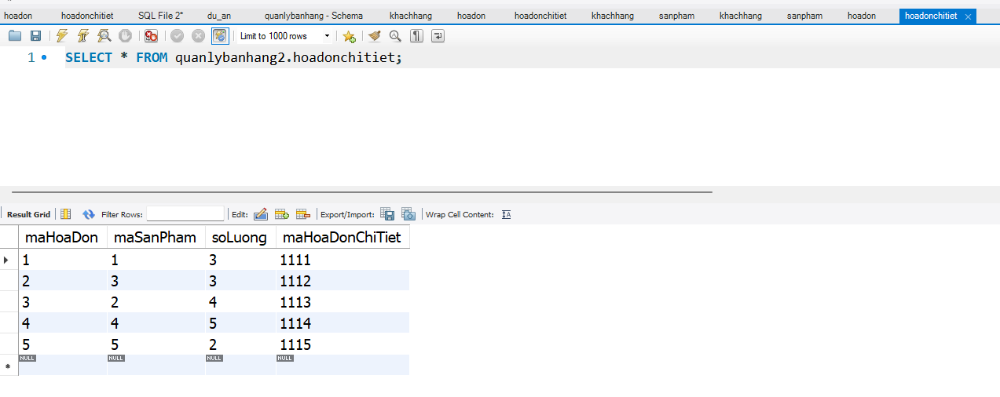 hoadon hoadonchitiet SQL File 2* du_an quanlybanhang - Schema khachhang hoadon hoadonchitiet khachhang sanpham khachhang sanpham hoadon hoadonchitiet
Limit to 1000 rows
1 SELECT * FROM quanlybanhang2.hoadonchitiet;
Result Grid Filter Rows: Edit: Export/Import: Wrap Cell Content:
maHoaDon maSanPham soLuong maHoaDonChiTiet
1 1 3 1111
2 3 3 1112
3 2 4 1113
4 4 5 1114
5 5 2 1115
NULL NULL NULL NULL